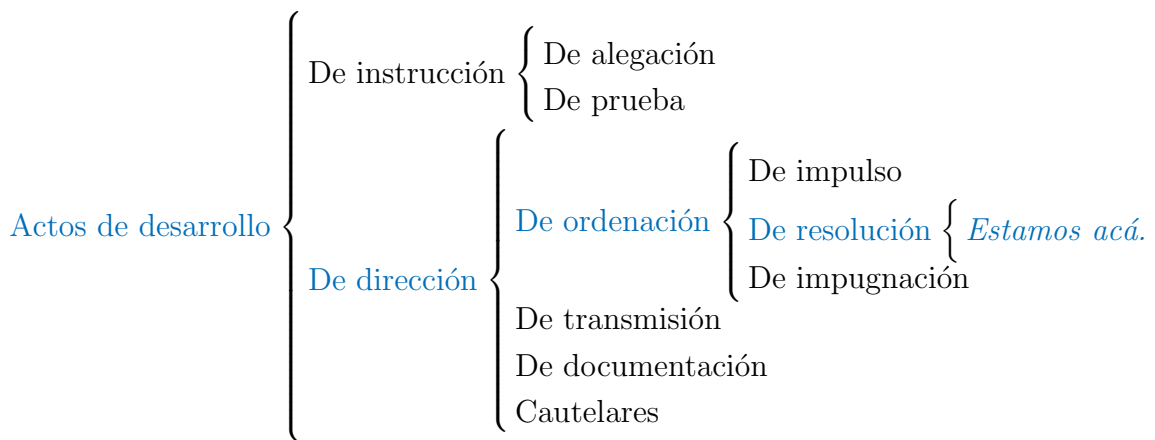 Actos de desarrollo
De instrucción
De alegación
De prueba
De dirección
De ordenación
De impulso
De resolución
Estamos acá.
De impugnación
De transmisión
De documentación
Cautelares